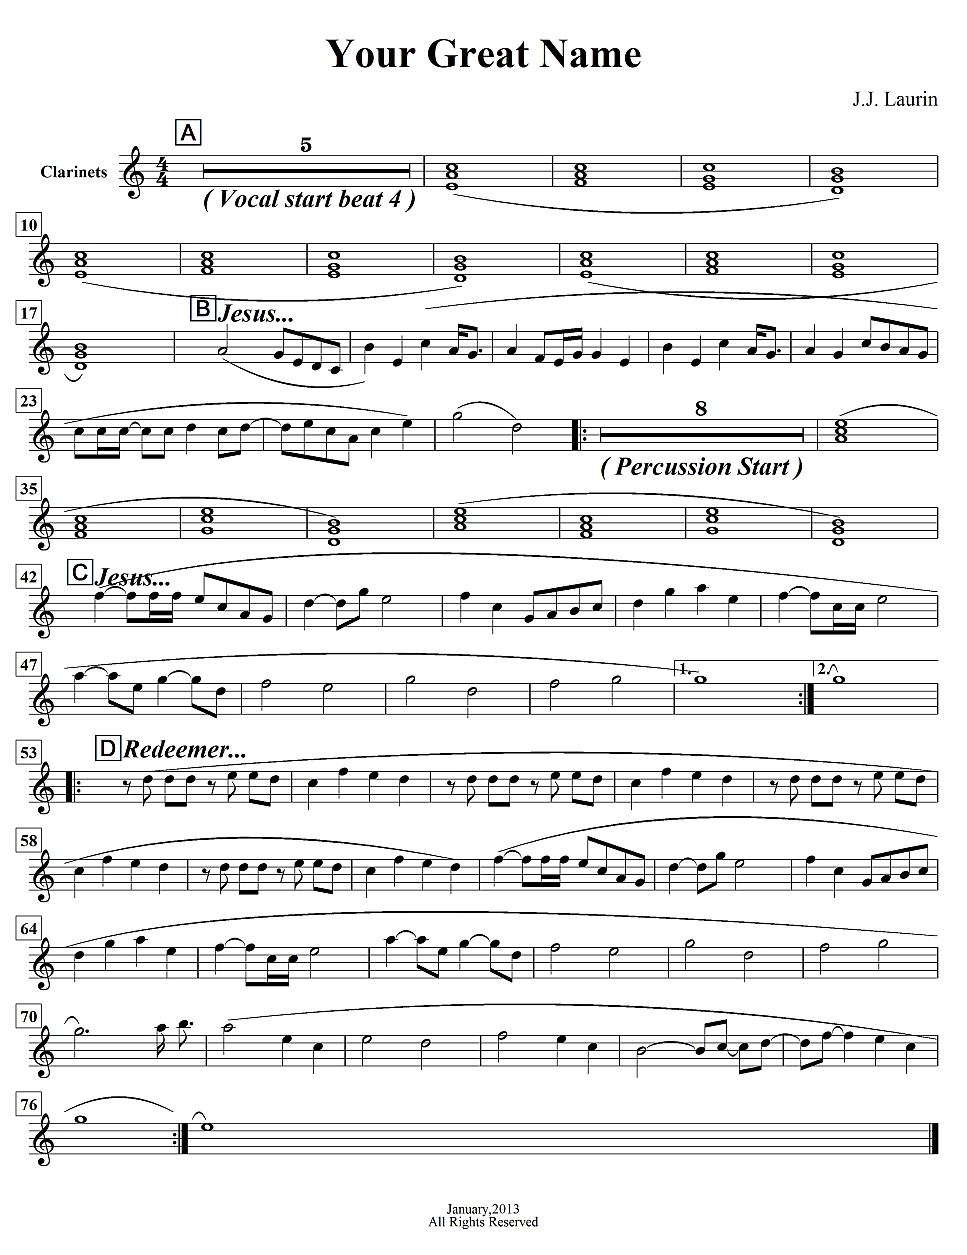 Your Great Name
J.J. Laurin
A
5
Clarinets
4
4
( Vocal start beat 4 )
10
17
B Jesus...
23
8
( Percussion Start )
35
42
C Jesus...
47
1.
2.
53
D Redeemer...
58
64
70
76
January,2013
All Rights Reserved